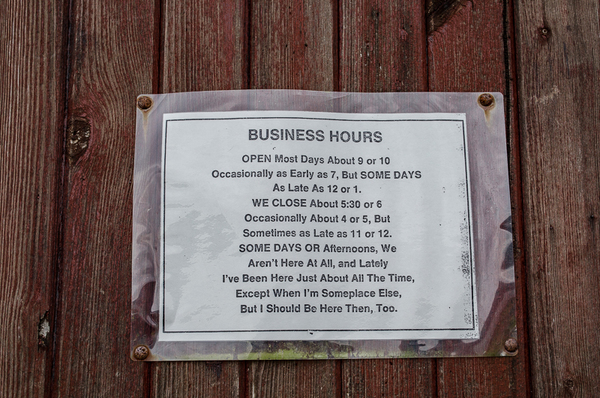 BUSINESS HOURS
OPEN Most Days About 9 or 10
Occasionally as Early as 7, But SOME DAYS
As Late As 12 or 1.
WE CLOSE About 5:30 or 6
Occasionally About 4 or 5, But
Sometimes as Late as 11 or 12.
SOME DAYS OR Afternoons, We
Aren't Here At All, and Lately
I've Been Here Just About All The Time,
Except When I'm Someplace Else,
But I Should Be Here Then, Too.